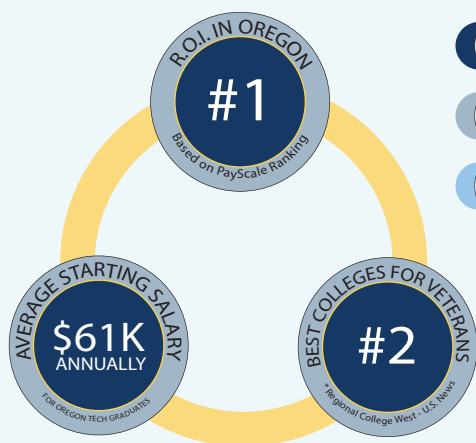 R.O.I. IN OREGON
#1
Based on PayScale Ranking
AVERAGE STARTING SALARY
$61K
ANNUALLY
FOR OREGON TECH GRADUATES
BEST COLLEGES FOR VETERANS
#2
* Regional College West - U.S. News